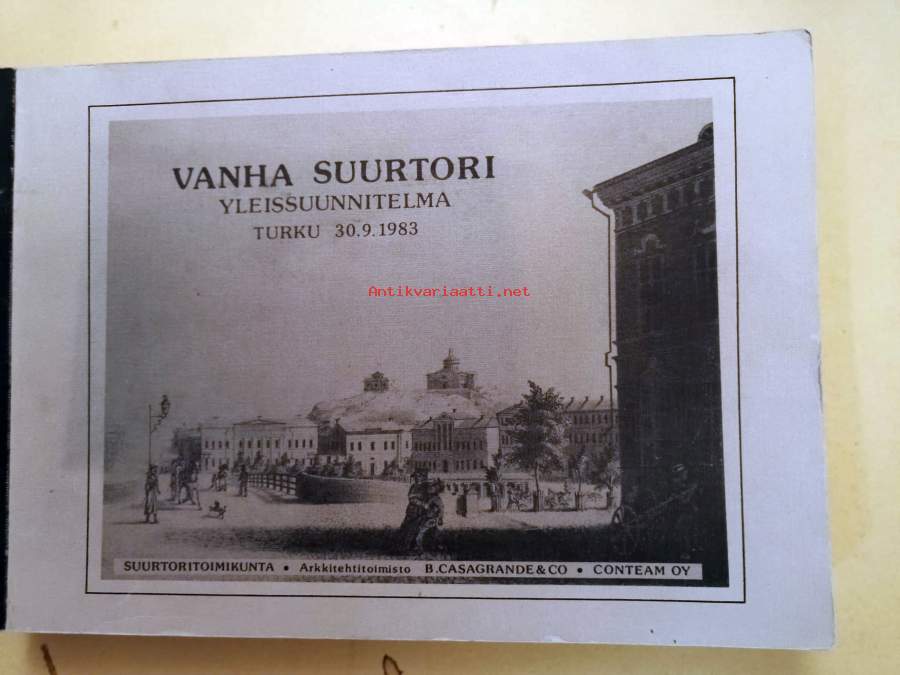 VANHA SUURTORI
YLEISSUUNNITELMA
TURKU 30.9.1983
Antikvariaatti.net
SUURTORITOIMIKUNTA • Arkkitehtitoimisto B.CASAGRANDE&CO • CONTEAM OY